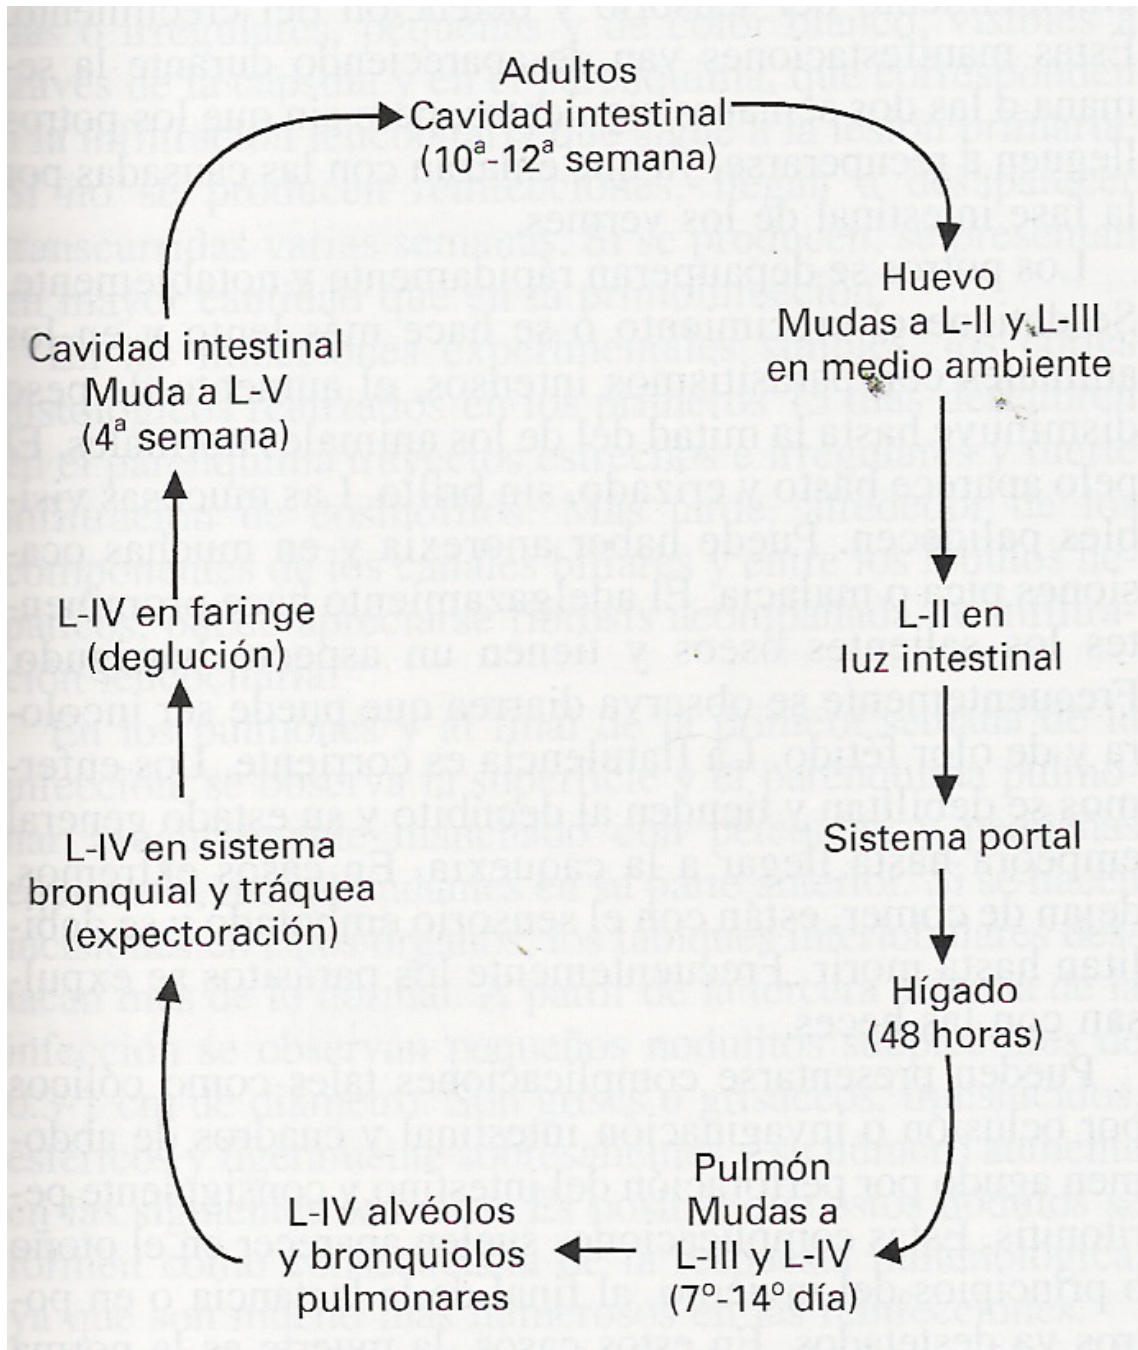 Adultos
Cavidad intestinal
(10ª-12ª semana)
Huevo
Mudas a L-II y L-III
en medio ambiente
L-II en
luz intestinal
Sistema portal
Hígado
(48 horas)
Pulmón
Mudas a
L-III y L-IV
(7º-14º día)
L-IV alvéolos
y bronquiolos
pulmonares
L-IV en sistema
bronquial y tráquea
(expectoración)
L-IV en faringe
(deglución)
Cavidad intestinal
Muda a L-V
(4ª semana)